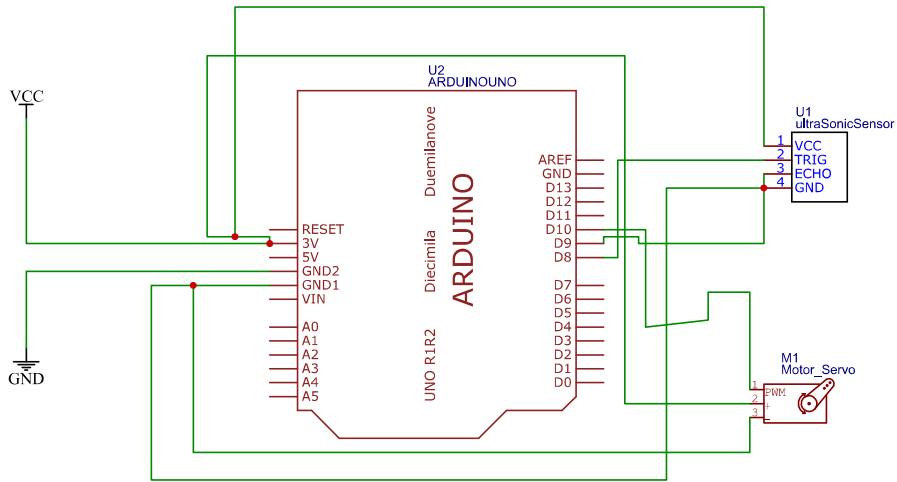 VCC
GND
U2
ARDUINOUNO
Duemilanove
Diecimila
UNO R1R2
ARDUINO
RESET
3V
5V
GND2
GND1
VIN
A0
A1
A2
A3
A4
A5
AREF
GND
D13
D12
D11
D10
D9
D8
D7
D6
D5
D4
D3
D2
D1
D0
U1
ultraSonicSensor
1 VCC
2 TRIG
3 ECHO
4 GND
M1
Motor_Servo
1 PWM
2 +
3 -